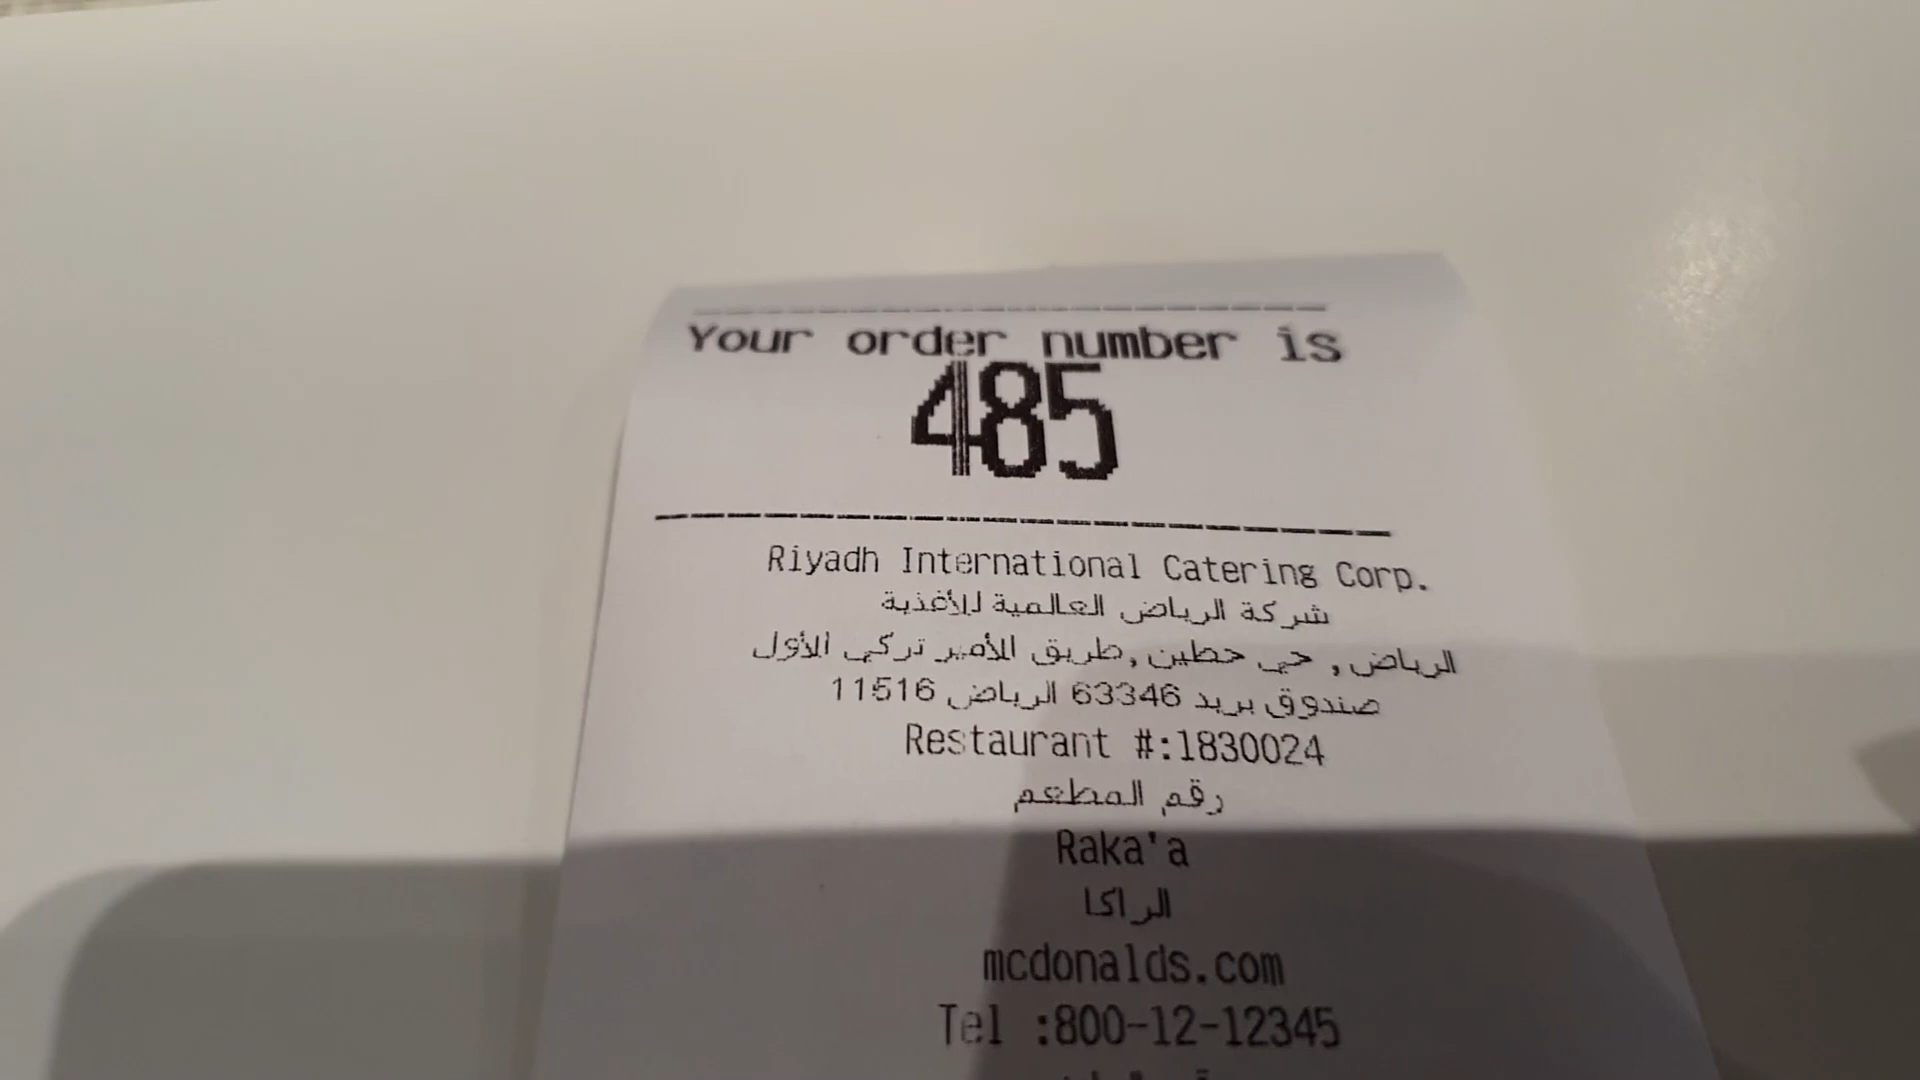 Your order number is
485
Riyadh International Catering Corp.
شركة الرياض العالمية للأغذية
الرياض , حي حطين ,طريق الأمير تركي الأول
صندوق بريد 63346 الرياض 11516
Restaurant #:1830024
رقم المطعم
Raka'a
الراكا
mcdonalds.com
Tel :800-12-12345